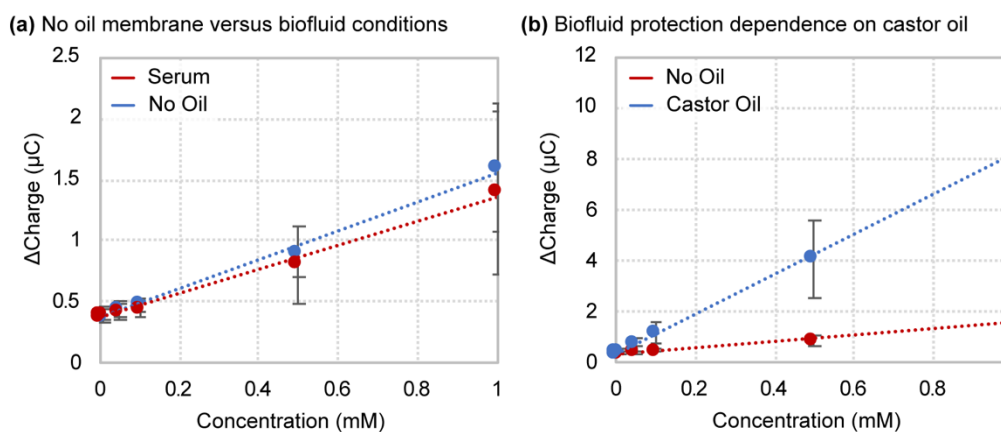 (a) No oil membrane versus biofluid conditions
2.5
2
1.5
1
0.5
0
ΔCharge (µC)
Serum
No Oil
0 0.2 0.4 0.6 0.8 1
Concentration (mM)
(b) Biofluid protection dependence on castor oil
12
10
8
6
4
2
0
ΔCharge (µC)
No Oil
Castor Oil
0 0.2 0.4 0.6 0.8
Concentration (mM)